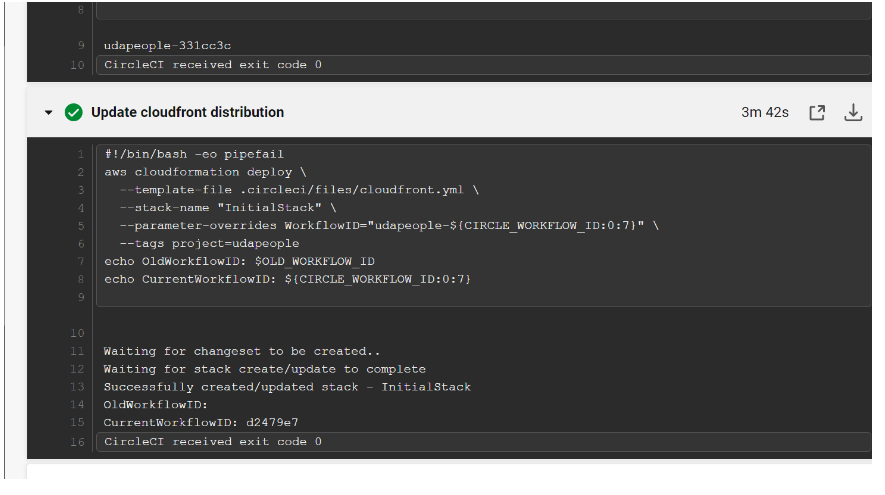 8
9 udapeople-331cc3c
10 CircleCI received exit code 0
Update cloudfront distribution 3m 42s
1 #!/bin/bash -eo pipefail
2 aws cloudformation deploy \
3 --template-file .circleci/files/cloudfront.yml \
4 --stack-name "InitialStack" \
5 --parameter-overrides WorkflowID="udapeople-${CIRCLE_WORKFLOW_ID:0:7}" \
6 --tags project=udapeople
7 echo OldWorkflowID: $OLD_WORKFLOW_ID
8 echo CurrentWorkflowID: ${CIRCLE_WORKFLOW_ID:0:7}
9
10
11 Waiting for changeset to be created..
12 Waiting for stack create/update to complete
13 Successfully created/updated stack - InitialStack
14 OldWorkflowID:
15 CurrentWorkflowID: d2479e7
16 CircleCI received exit code 0